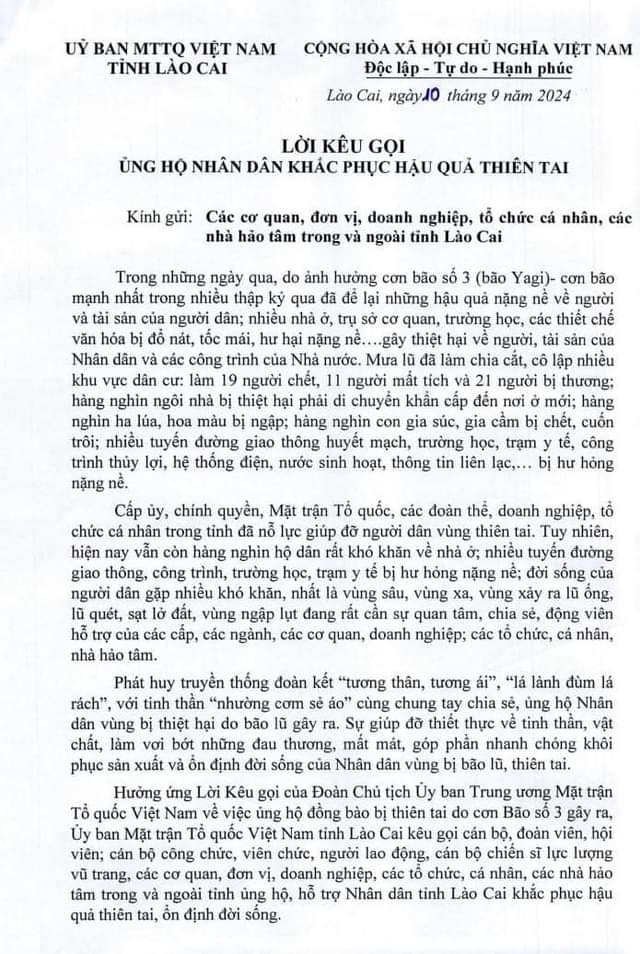 UỶ BAN MTTQ VIỆT NAM
TỈNH LÀO CAI
CỘNG HÒA XÃ HỘI CHỦ NGHĨA VIỆT NAM
Độc lập - Tự do - Hạnh phúc
Lào Cai, ngày 10 tháng 9 năm 2024
LỜI KÊU GỌI
ỦNG HỘ NHÂN DÂN KHẮC PHỤC HẬU QUẢ THIÊN TAI
Kính gửi: Các cơ quan, đơn vị, doanh nghiệp, tổ chức cá nhân, các
nhà hảo tâm trong và ngoài tỉnh Lào Cai
Trong những ngày qua, do ảnh hưởng cơn bão số 3 (bão Yagi)- cơn bão
mạnh nhất trong nhiều thập kỷ qua đã để lại những hậu quả nặng nề về người
và tài sản của người dân; nhiều nhà ở, trụ sở cơ quan, trường học, các thiết chế
văn hóa bị đổ nát, tốc mái, hư hại nặng nề….gây thiệt hại về người, tài sản của
Nhân dân và các công trình của Nhà nước. Mưa lũ đã làm chia cắt, cô lập nhiều
khu vực dân cư: làm 19 người chết, 11 người mất tích và 21 người bị thương;
hàng nghìn ngôi nhà bị thiệt hại phải di chuyển khẩn cấp đến nơi ở mới; hàng
nghìn ha lúa, hoa màu bị ngập; hàng nghìn con gia súc, gia cầm bị chết, cuốn
trôi; nhiều tuyến đường giao thông huyết mạch, trường học, trạm y tế, công
trình thủy lợi, hệ thống điện, nước sinh hoạt, thông tin liên lạc,… bị hư hỏng
nặng nề.
Cấp ủy, chính quyền, Mặt trận Tổ quốc, các đoàn thể, doanh nghiệp, tổ
chức cá nhân trong tỉnh đã nỗ lực giúp đỡ người dân vùng thiên tai. Tuy nhiên,
hiện nay vẫn còn hàng nghìn hộ dân rất khó khăn về nhà ở; nhiều tuyến đường
giao thông, công trình, trường học, trạm y tế bị hư hỏng nặng nề; đời sống của
người dân gặp nhiều khó khăn, nhất là vùng sâu, vùng xa, vùng xảy ra lũ ống,
lũ quét, sạt lở đất, vùng ngập lụt đang rất cần sự quan tâm, chia sẻ, động viên
hỗ trợ của các cấp, các ngành, các cơ quan, doanh nghiệp; các tổ chức, cá nhân,
nhà hảo tâm.
Phát huy truyền thống đoàn kết “tương thân, tương ái”, “lá lành đùm lá
rách”, với tinh thần “nhường cơm sẻ áo” cùng chung tay chia sẻ, ủng hộ Nhân
dân vùng bị thiệt hại do bão lũ gây ra. Sự giúp đỡ thiết thực về tinh thần, vật
chất, làm vơi bớt những đau thương, mất mát, góp phần nhanh chóng khôi
phục sản xuất và ổn định đời sống của Nhân dân vùng bị bão lũ, thiên tai.
Hưởng ứng Lời Kêu gọi của Đoàn Chủ tịch Ủy ban Trung ương Mặt trận
Tổ quốc Việt Nam về việc ủng hộ đồng bào bị thiên tai do cơn Bão số 3 gây ra,
Ủy ban Mặt trận Tổ quốc Việt Nam tỉnh Lào Cai kêu gọi cán bộ, đoàn viên, hội
viên; cán bộ công chức, viên chức, người lao động, cán bộ chiến sĩ lực lượng
vũ trang, các cơ quan, đơn vị, doanh nghiệp, các tổ chức, cá nhân, các nhà hảo
tâm trong và ngoài tỉnh ủng hộ, hỗ trợ Nhân dân tỉnh Lào Cai khắc phục hậu
quả thiên tai, ổn định đời sống.